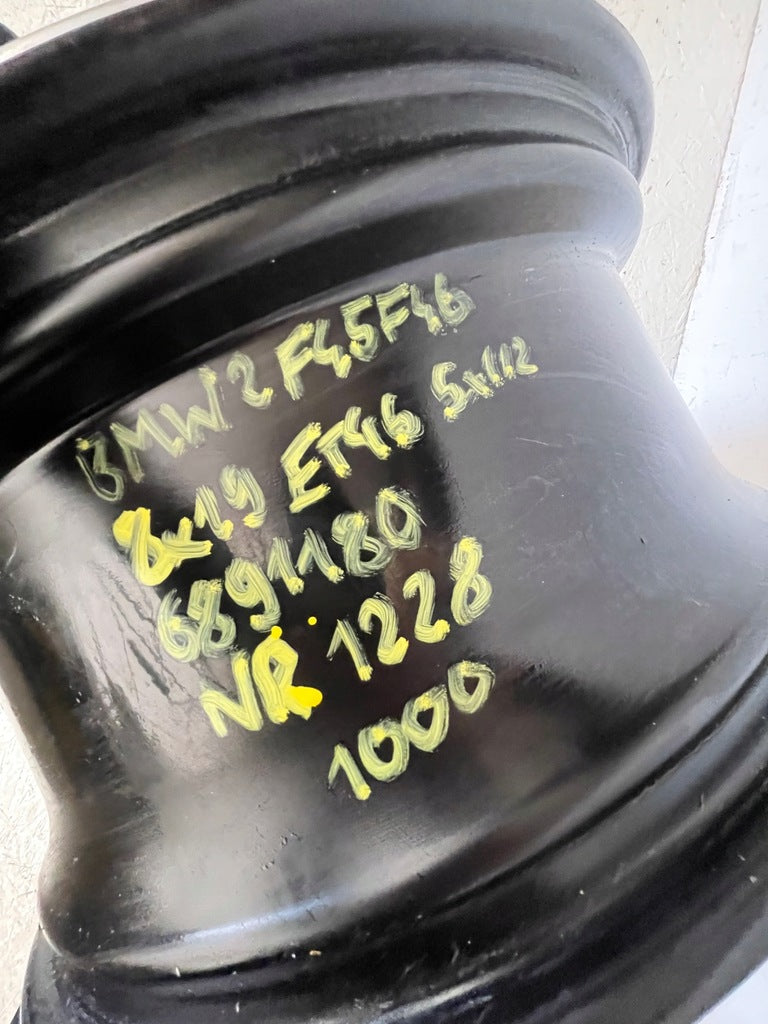 BMW 2 F45F46
8x19 ET46 5x112
6891180
NR 1228
1000